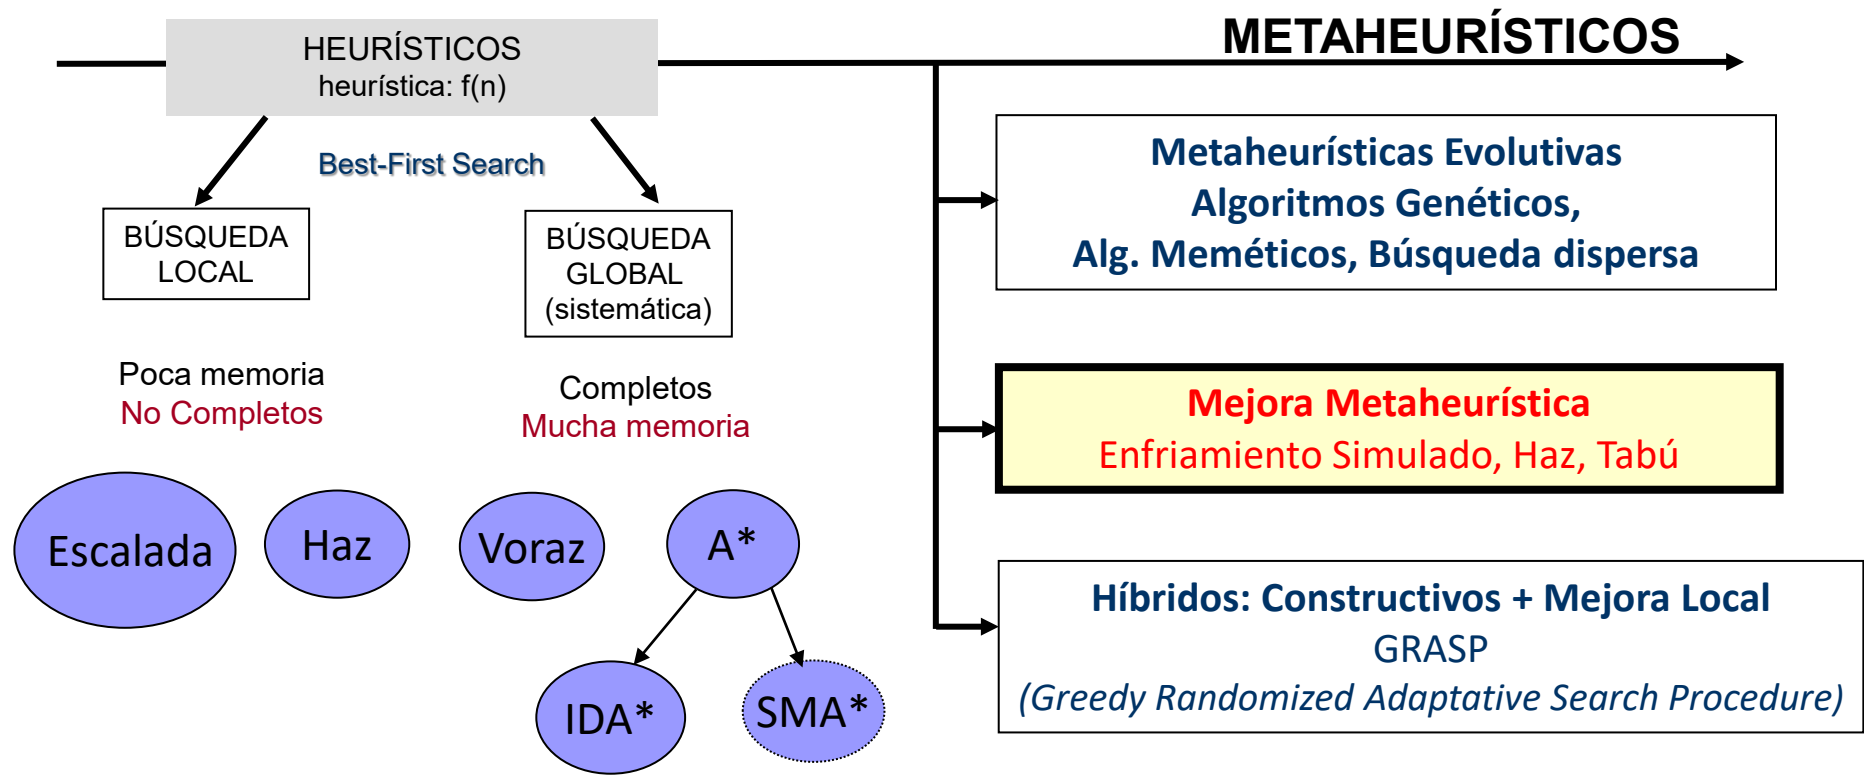 HEURÍSTICOS
heurística: f(n)
METAHEURÍSTICOS
Best-First Search
BÚSQUEDA
LOCAL
BÚSQUEDA
GLOBAL
(sistemática)
Poca memoria
No Completos
Completos
Mucha memoria
Escalada
Haz
Voraz
A*
IDA*
SMA*
Metaheurísticas Evolutivas
Algoritmos Genéticos,
Alg. Meméticos, Búsqueda dispersa
Mejora Metaheurística
Enfriamiento Simulado, Haz, Tabú
Híbridos: Constructivos + Mejora Local
GRASP
(Greedy Randomized Adaptative Search Procedure)